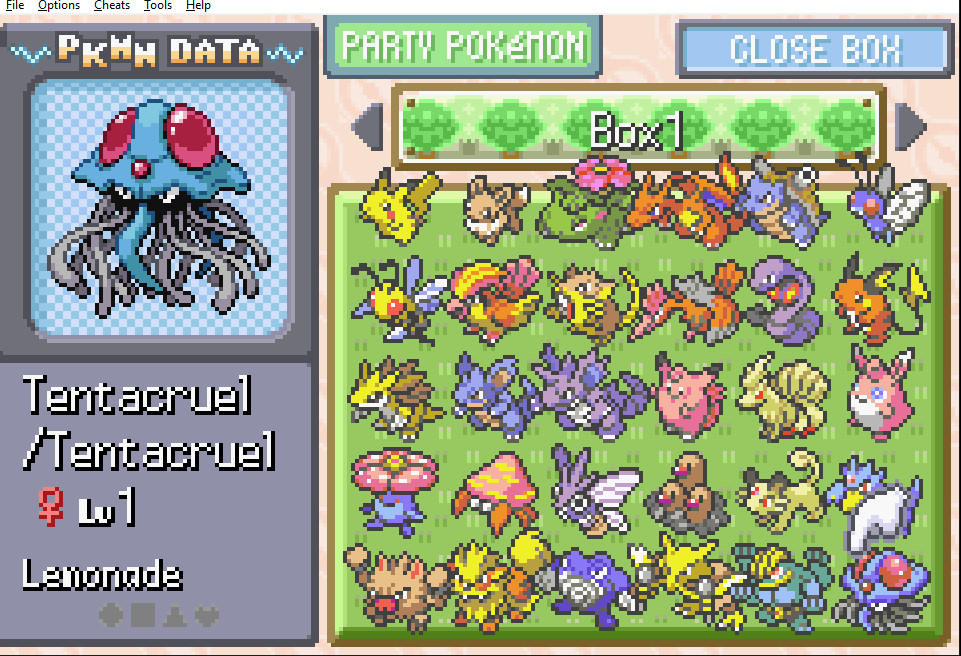 File Options Cheats Tools Help
PKMN DATA
PARTY POKéMON
CLOSE BOX
Box1
Tentacruel
/Tentacruel
♀ Lv1
Lemonade